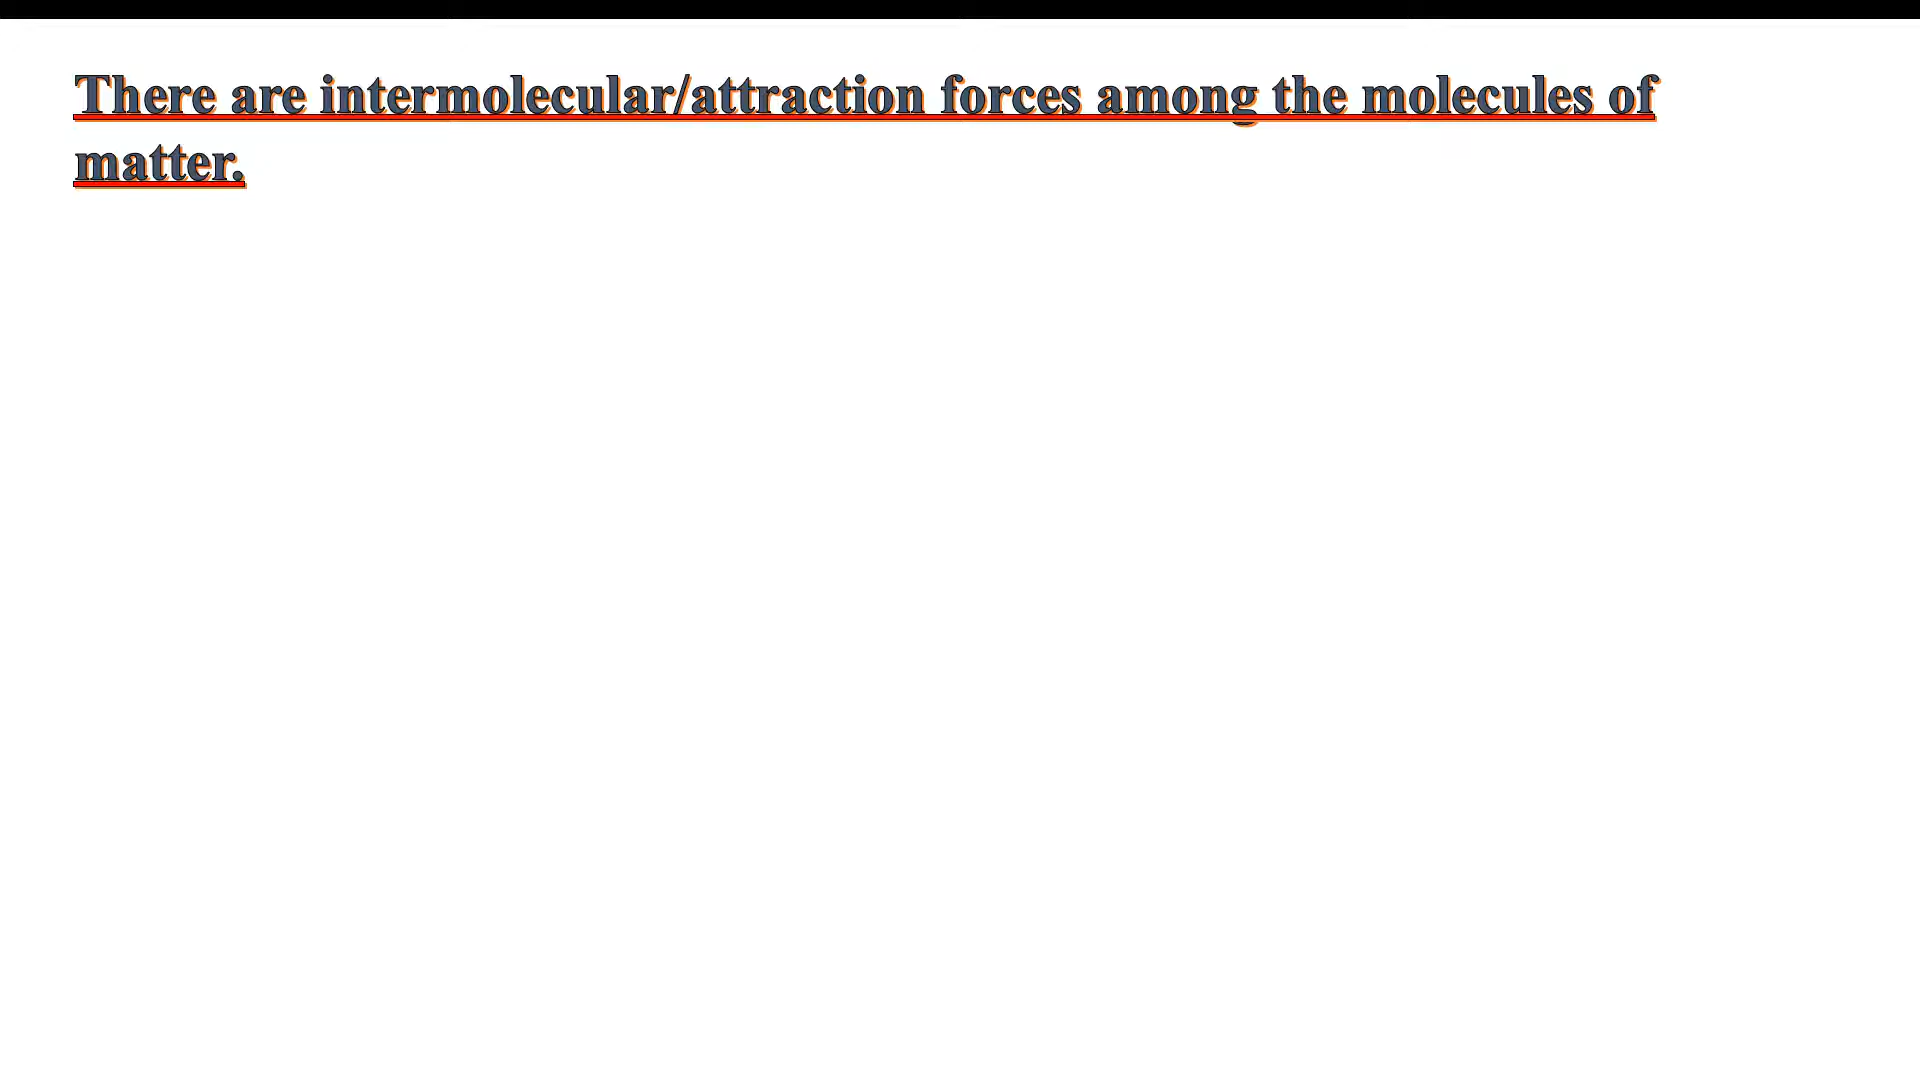 There are intermolecular/attraction forces among the molecules of
matter.